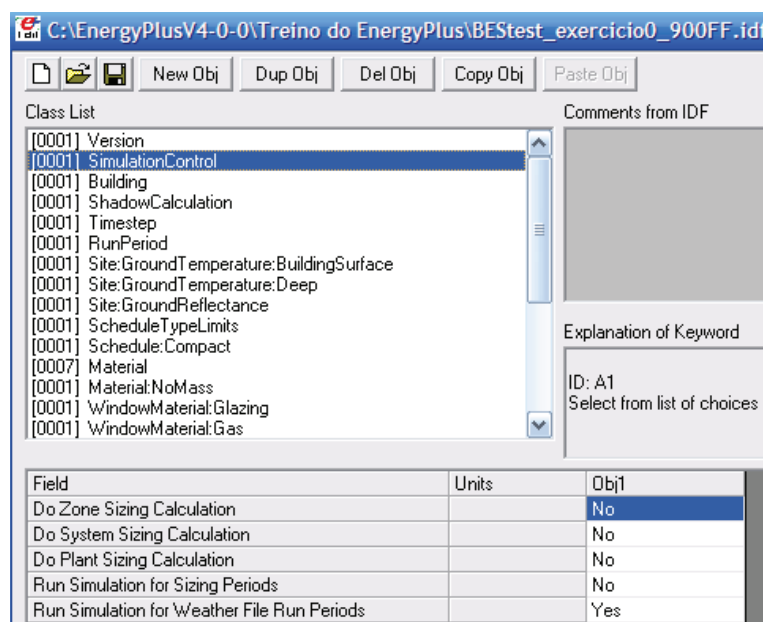 C:\EnergyPlusV4-0-0\Treino do EnergyPlus\BEStest_exercicio0_900FF.idf
New Obj Dup Obj Del Obj Copy Obj Paste Obj
Class List Comments from IDF
[0001] Version
[0001] SimulationControl
[0001] Building
[0001] ShadowCalculation
[0001] Timestep
[0001] RunPeriod
[0001] Site:GroundTemperature:BuildingSurface
[0001] Site:GroundTemperature:Deep
[0001] Site:GroundReflectance
[0001] ScheduleTypeLimits
[0001] Schedule:Compact
[0007] Material
[0001] Material:NoMass
[0001] WindowMaterial:Glazing
[0001] WindowMaterial:Gas
Explanation of Keyword
ID: A1
Select from list of choices
Field Units Obj1
Do Zone Sizing Calculation No
Do System Sizing Calculation No
Do Plant Sizing Calculation No
Run Simulation for Sizing Periods No
Run Simulation for Weather File Run Periods Yes